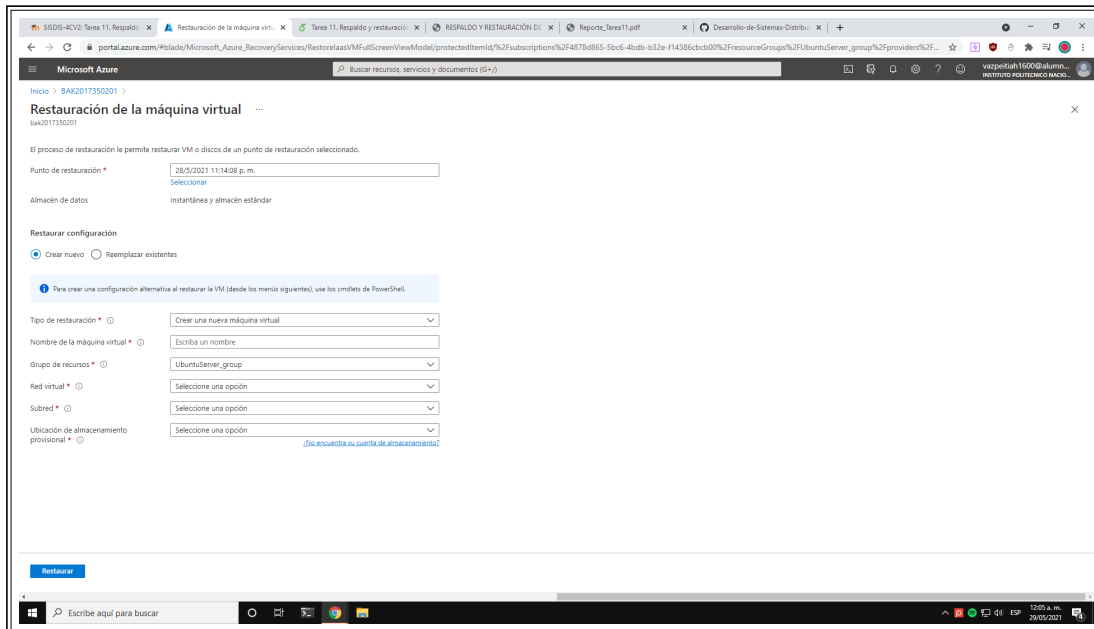 SISDIS-4CV2: Tarea 11. Respaldo
Restauración de la máquina virtu
Tarea 11. Respaldo y restauración
RESPALDO Y RESTAURACIÓN DE
Reporte_Tarea11.pdf
Desarrollo-de-Sistemas-Distribui
portal.azure.com/#blade/Microsoft_Azure_RecoveryServices/RestoreIaasVMFullScreenViewModel/protectedItemId/%2Fsubscriptions%2F4878d865-5bc6-4bdb-b32e-f14386cbcb00%2FresourceGroups%2FUbuntuServer_group%2Fproviders%2F...
Microsoft Azure
Buscar recursos, servicios y documentos (G+/)
vazpeitiah1600@alumn...
INSTITUTO POLITECNICO NACIO...
Inicio > BAK2017350201 >
Restauración de la máquina virtual ...
bak2017350201
El proceso de restauración le permite restaurar VM o discos de un punto de restauración seleccionado.
Punto de restauración * 28/5/2021 11:14:08 p. m.
Seleccionar
Almacén de datos Instantánea y almacén estándar
Restaurar configuración
Crear nuevo Reemplazar existentes
Para crear una configuración alternativa al restaurar la VM (desde los menús siguientes), use los cmdlets de PowerShell.
Tipo de restauración * Crear una nueva máquina virtual
Nombre de la máquina virtual * Escriba un nombre
Grupo de recursos * UbuntuServer_group
Red virtual * Seleccione una opción
Subred * Seleccione una opción
Ubicación de almacenamiento provisional * Seleccione una opción
¿No encuentra su cuenta de almacenamiento?
Restaurar
Escribe aquí para buscar
ESP
12:05 a. m.
29/05/2021